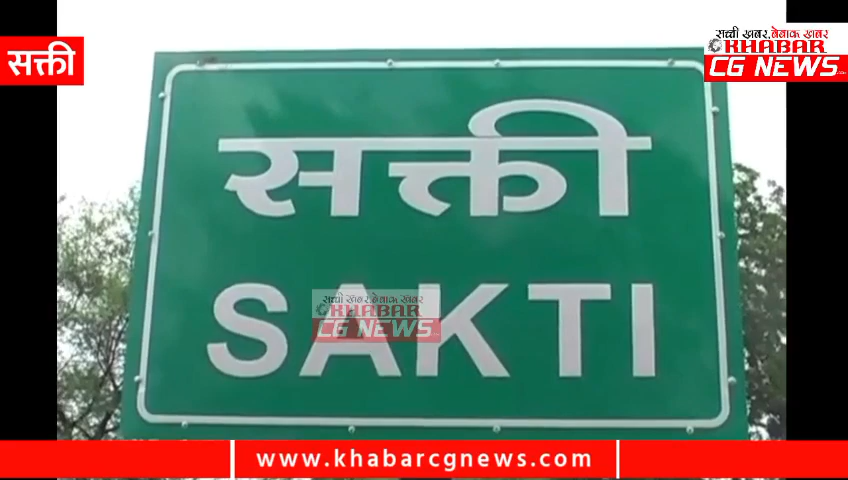 सक्ती
सच्ची खबर, बेबाक खबर
KHABAR
CG NEWS
सक्ती
SAKTI
सच्ची खबर, बेबाक खबर
KHABAR
CG NEWS
www.khabarcgnews.com